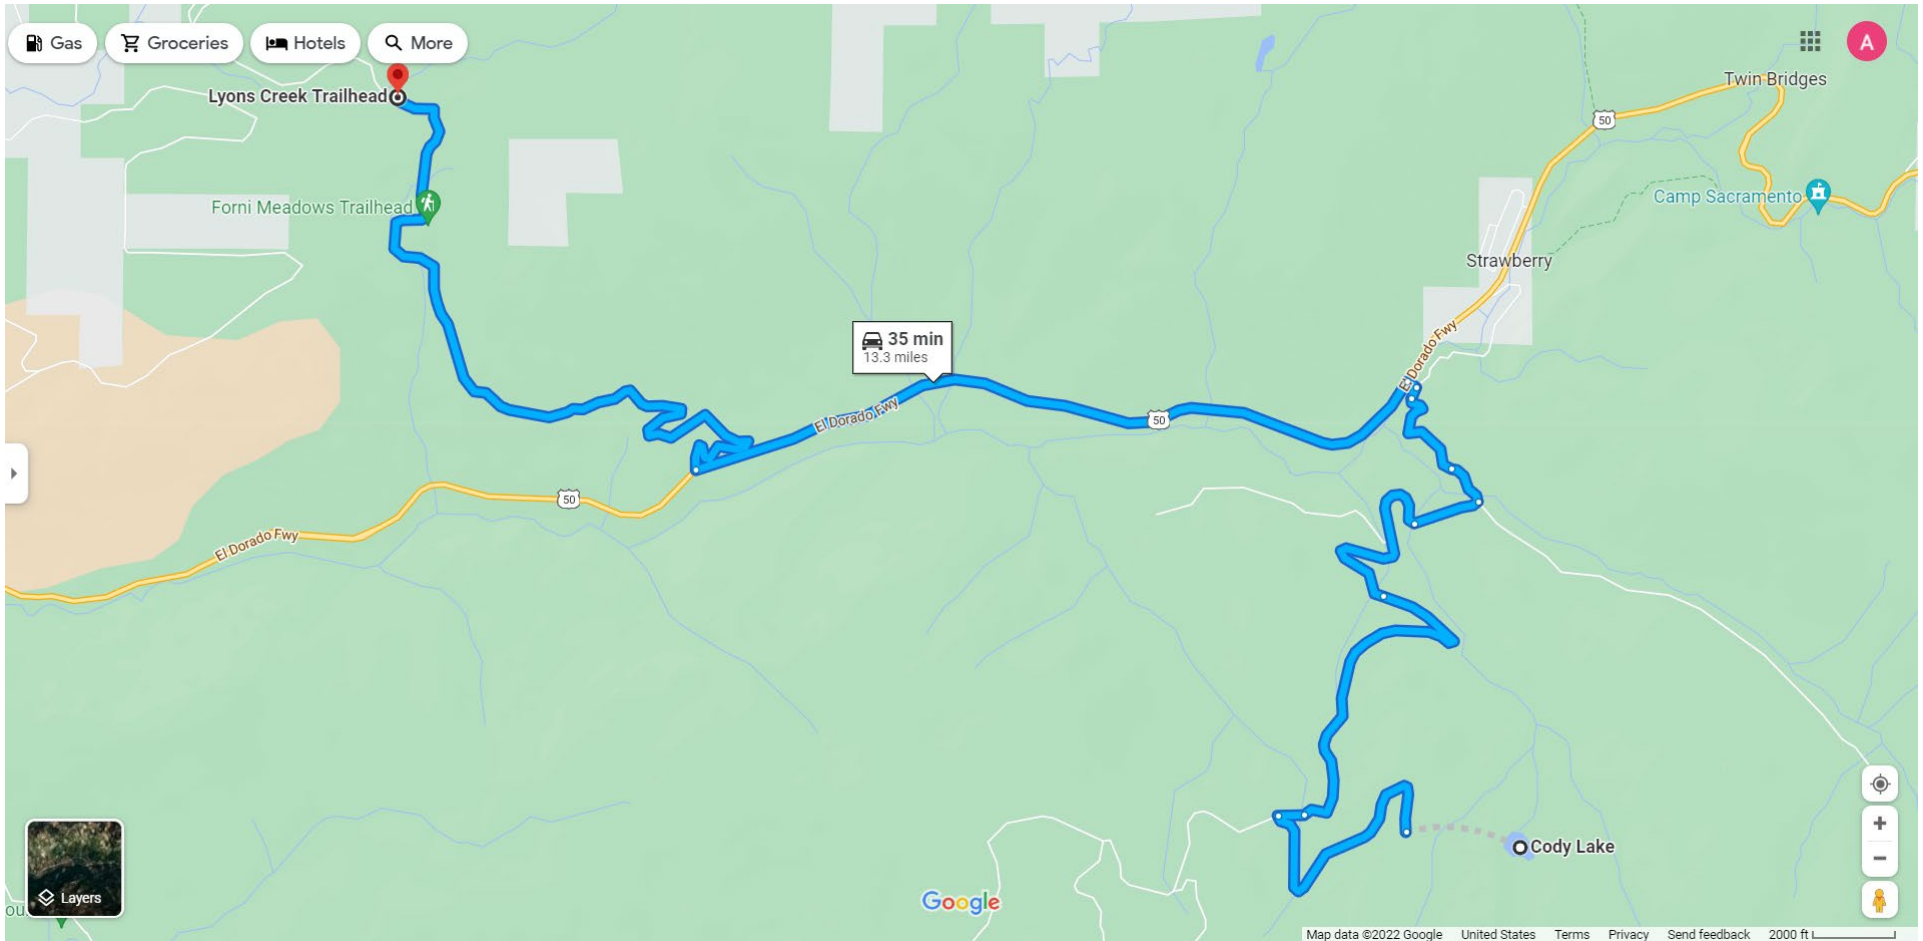 Gas
Groceries
Hotels
More
A
Lyons Creek Trailhead
Twin Bridges
50
Forni Meadows Trailhead
Camp Sacramento
Strawberry
35 min
13.3 miles
El Dorado Fwy
El Dorado Fwy
50
50
El Dorado Fwy
Cody Lake
Layers
Google
Map data ©2022 Google United States Terms Privacy Send feedback 2000 ft